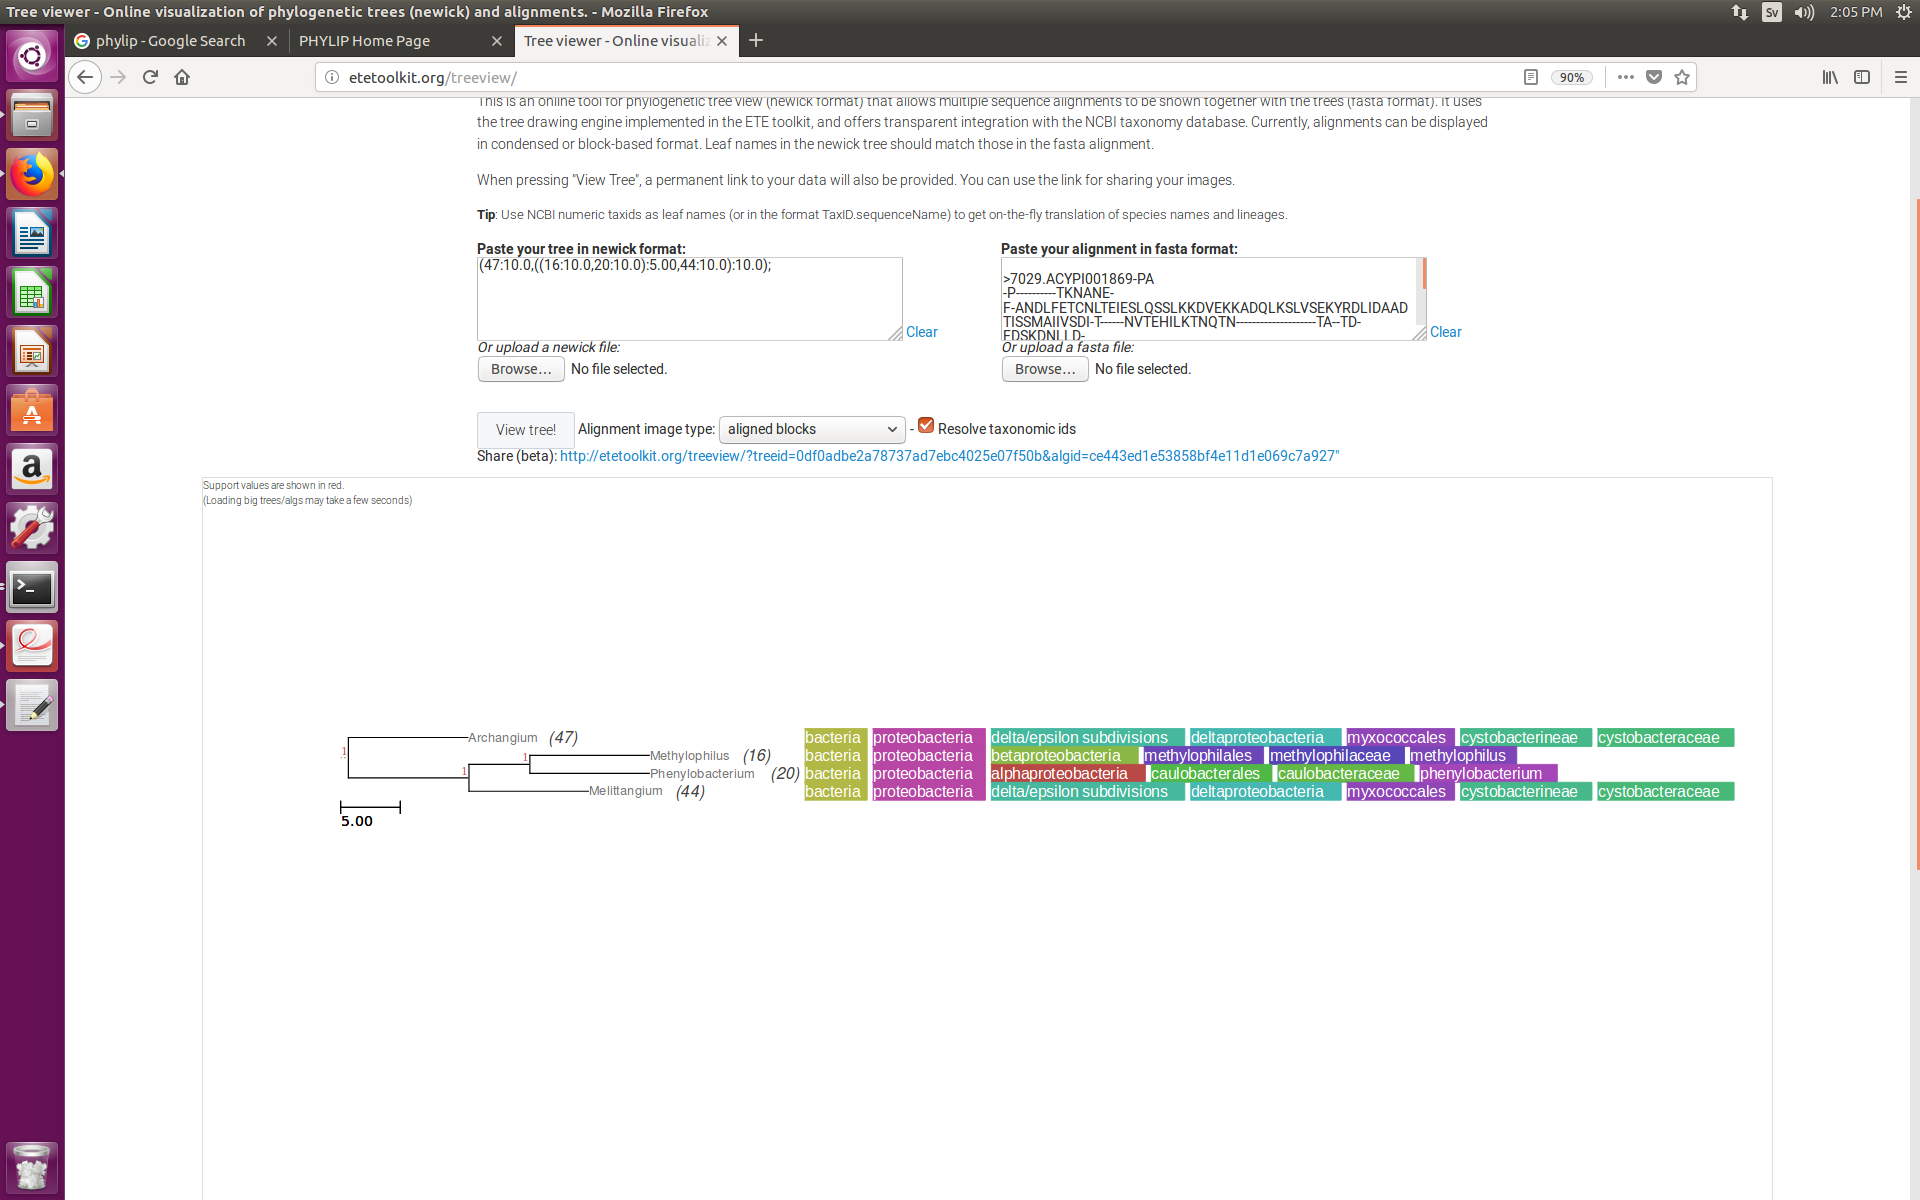 Tree viewer - Online visualization of phylogenetic trees (newick) and alignments. - Mozilla Firefox
Sv
2:05 PM
phylip - Google Search
PHYLIP Home Page
Tree viewer - Online visualiz
etetoolkit.org/treeview/
90%
This is an online tool for phylogenetic tree view (newick format) that allows multiple sequence alignments to be shown together with the trees (fasta format). It uses
the tree drawing engine implemented in the ETE toolkit, and offers transparent integration with the NCBI taxonomy database. Currently, alignments can be displayed
in condensed or block-based format. Leaf names in the newick tree should match those in the fasta alignment.
When pressing "View Tree", a permanent link to your data will also be provided. You can use the link for sharing your images.
Tip: Use NCBI numeric taxids as leaf names (or in the format TaxID.sequenceName) to get on-the-fly translation of species names and lineages.
Paste your tree in newick format:
(47:10.0,((16:10.0,20:10.0):5.00,44:10.0):10.0);
Clear
Or upload a newick file:
Browse... No file selected.
Paste your alignment in fasta format:
>7029.ACYPI001869-PA
-P----------TKNANE-
F-ANDLFETCNLTEIESLQSSLKKDVEKKADQLKSLVSEKYRDLIDAAD
TISSMAIIVSDI-T------NVTEHILKTNQTN--------------------TA--TD-
FDSKDNLLD-
Clear
Or upload a fasta file:
Browse... No file selected.
View tree! Alignment image type: aligned blocks - Resolve taxonomic ids
Share (beta): http://etetoolkit.org/treeview/?treeid=0df0adbe2a78737ad7ebc4025e07f50b&algid=ce443ed1e53858bf4e11d1e069c7a927"
Support values are shown in red.
(Loading big trees/algs may take a few seconds)
Archangium (47) bacteria proteobacteria delta/epsilon subdivisions deltaproteobacteria myxococcales cystobacterineae cystobacteraceae
1 1 Methylophilus (16) bacteria proteobacteria betaproteobacteria methylophilales methylophilaceae methylophilus
1 Phenylobacterium (20) bacteria proteobacteria alphaproteobacteria caulobacterales caulobacteraceae phenylobacterium
Melittangium (44) bacteria proteobacteria delta/epsilon subdivisions deltaproteobacteria myxococcales cystobacterineae cystobacteraceae
5.00